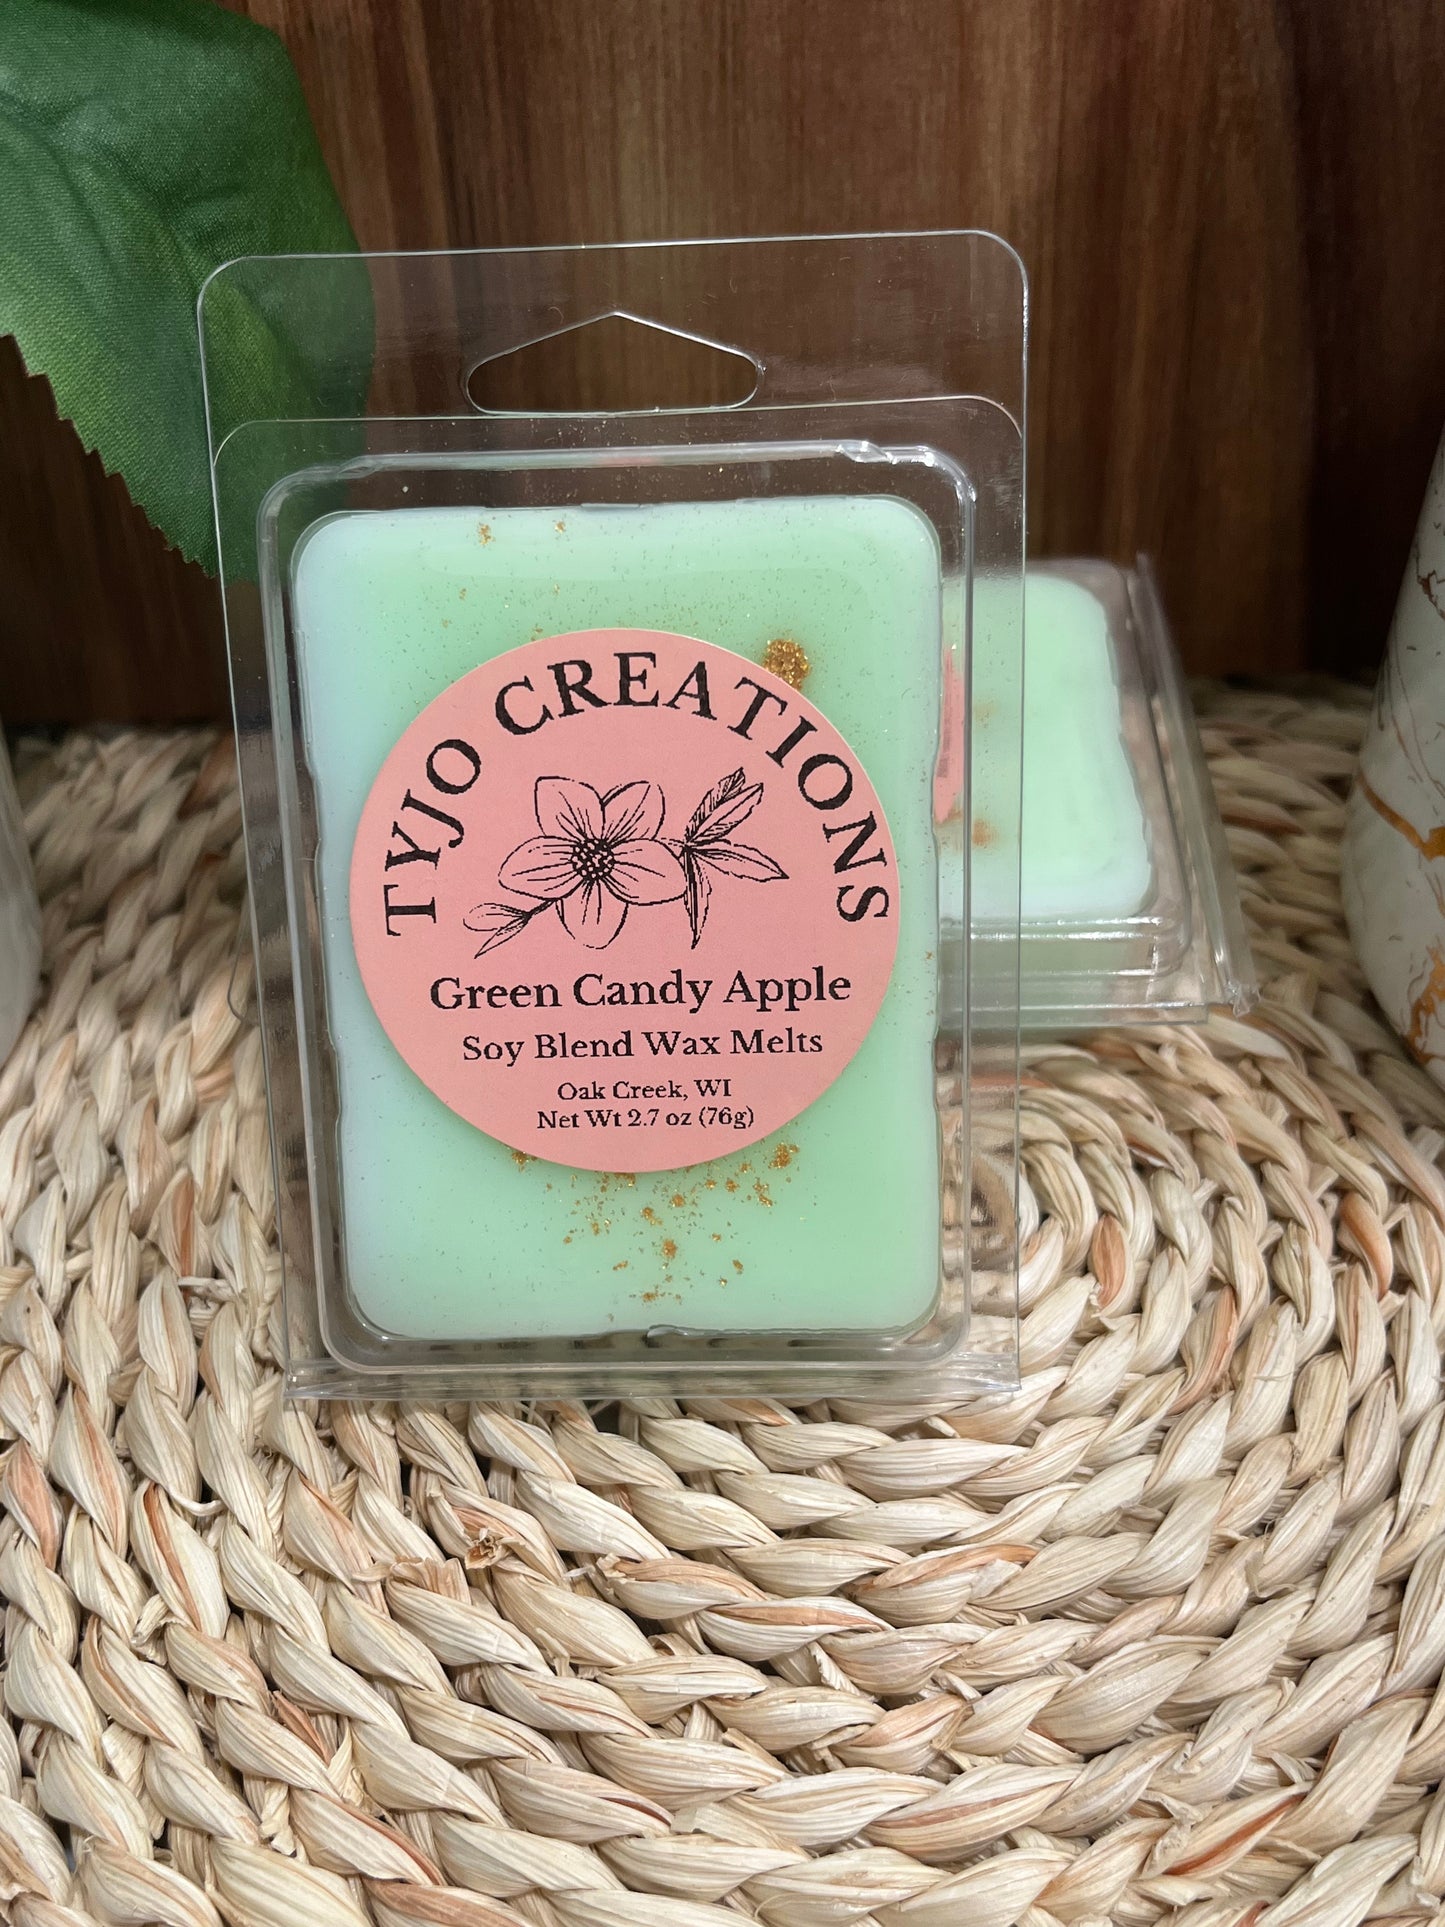 TYJO CREATIONS
Green Candy Apple
Soy Blend Wax Melts
Oak Creek, WI
Net Wt 2.7 oz (76g)